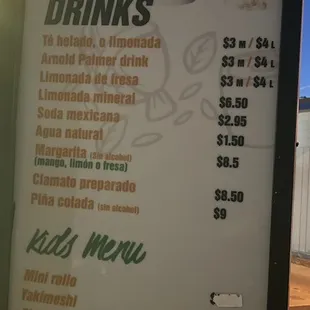 DRINKS
Té helado, o limonada $3 M / $4 L
Arnold Palmer drink $3 M / $4 L
Limonada de fresa $3 M / $4 L
Limonada mineral $6.50
Soda mexicana $2.95
Agua natural $1.50
Margarita (sin alcohol) $8.5
(mango, limón o fresa)
Clamato preparado $8.50
Piña colada (sin alcohol) $9
Kids Menu
Mini rollo
Yakimeshi